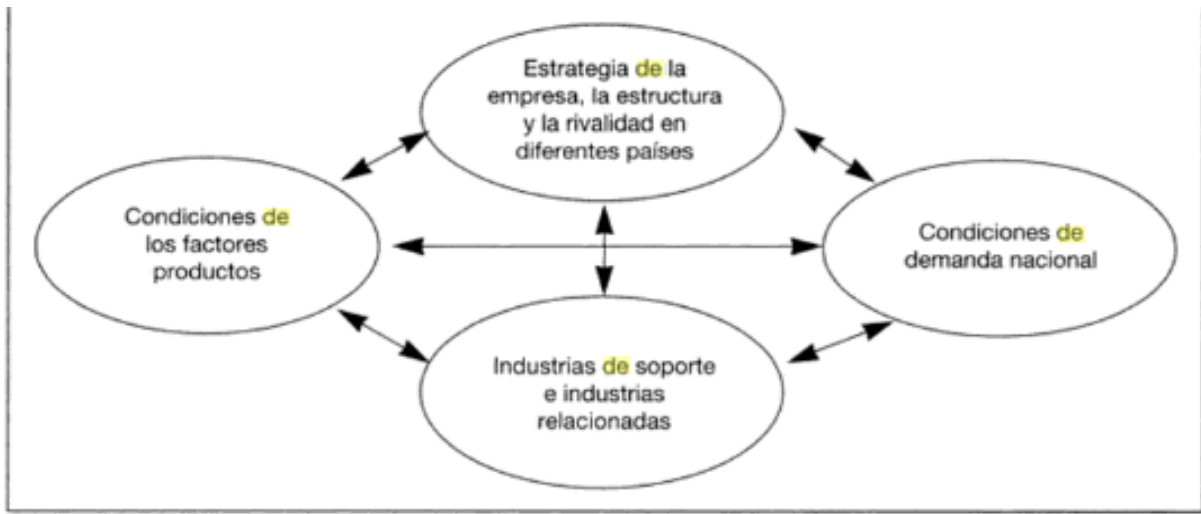 Estrategia de la
empresa, la estructura
y la rivalidad en
diferentes países
Condiciones de
los factores
productos
Condiciones de
demanda nacional
Industrias de soporte
e industrias
relacionadas